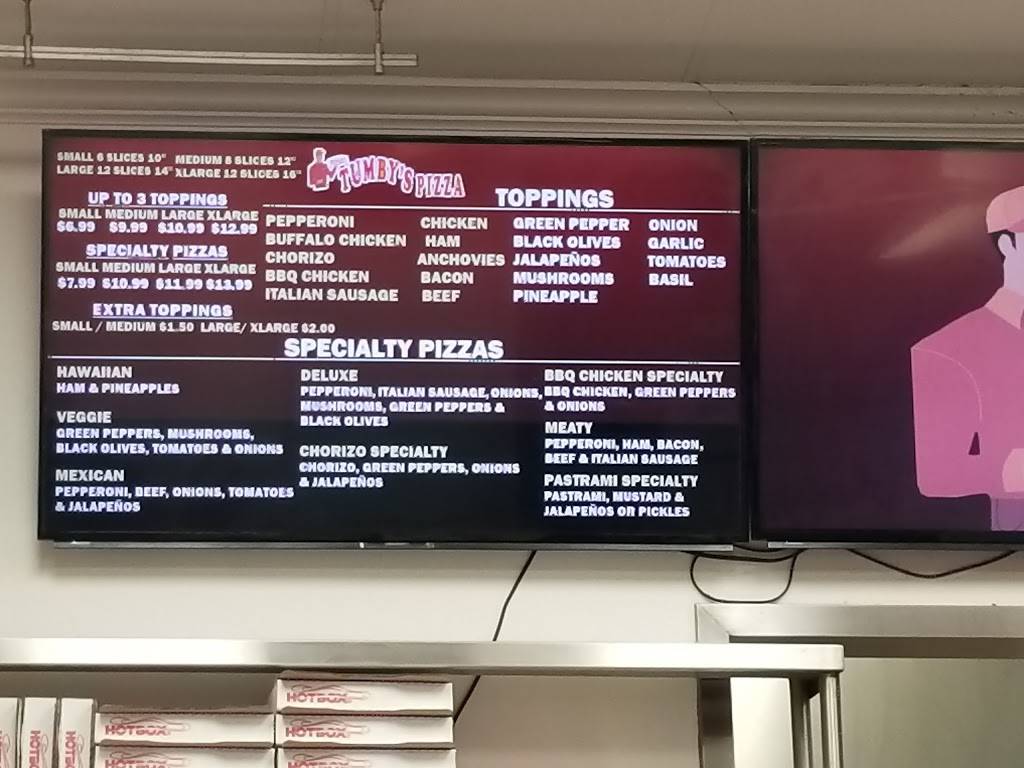 SMALL 6 SLICES 10" MEDIUM 8 SLICES 12"
LARGE 12 SLICES 14" XLARGE 12 SLICES 16"
TUMBY'S PIZZA
UP TO 3 TOPPINGS
SMALL MEDIUM LARGE XLARGE
$6.99 $9.99 $10.99 $12.99
SPECIALTY PIZZAS
SMALL MEDIUM LARGE XLARGE
$7.99 $10.99 $11.99 $13.99
EXTRA TOPPINGS
SMALL / MEDIUM $1.50 LARGE/ XLARGE $2.00
TOPPINGS
PEPPERONI CHICKEN GREEN PEPPER ONION
BUFFALO CHICKEN HAM BLACK OLIVES GARLIC
CHORIZO ANCHOVIES JALAPEÑOS TOMATOES
BBQ CHICKEN BACON MUSHROOMS BASIL
ITALIAN SAUSAGE BEEF PINEAPPLE
SPECIALTY PIZZAS
HAWAIIAN
HAM & PINEAPPLES
VEGGIE
GREEN PEPPERS, MUSHROOMS,
BLACK OLIVES, TOMATOES & ONIONS
MEXICAN
PEPPERONI, BEEF, ONIONS, TOMATOES
& JALAPEÑOS
DELUXE
PEPPERONI, ITALIAN SAUSAGE, ONIONS,
MUSHROOMS, GREEN PEPPERS &
BLACK OLIVES
CHORIZO SPECIALTY
CHORIZO, GREEN PEPPERS, ONIONS
& JALAPEÑOS
BBQ CHICKEN SPECIALTY
BBQ CHICKEN, GREEN PEPPERS
& ONIONS
MEATY
PEPPERONI, HAM, BACON,
BEEF & ITALIAN SAUSAGE
PASTRAMI SPECIALTY
PASTRAMI, MUSTARD &
JALAPEÑOS OR PICKLES
HOTBOX
HOTBOX
HOTBOX
HOTBOX
HOTBOX
HOTBOX
HOTBOX